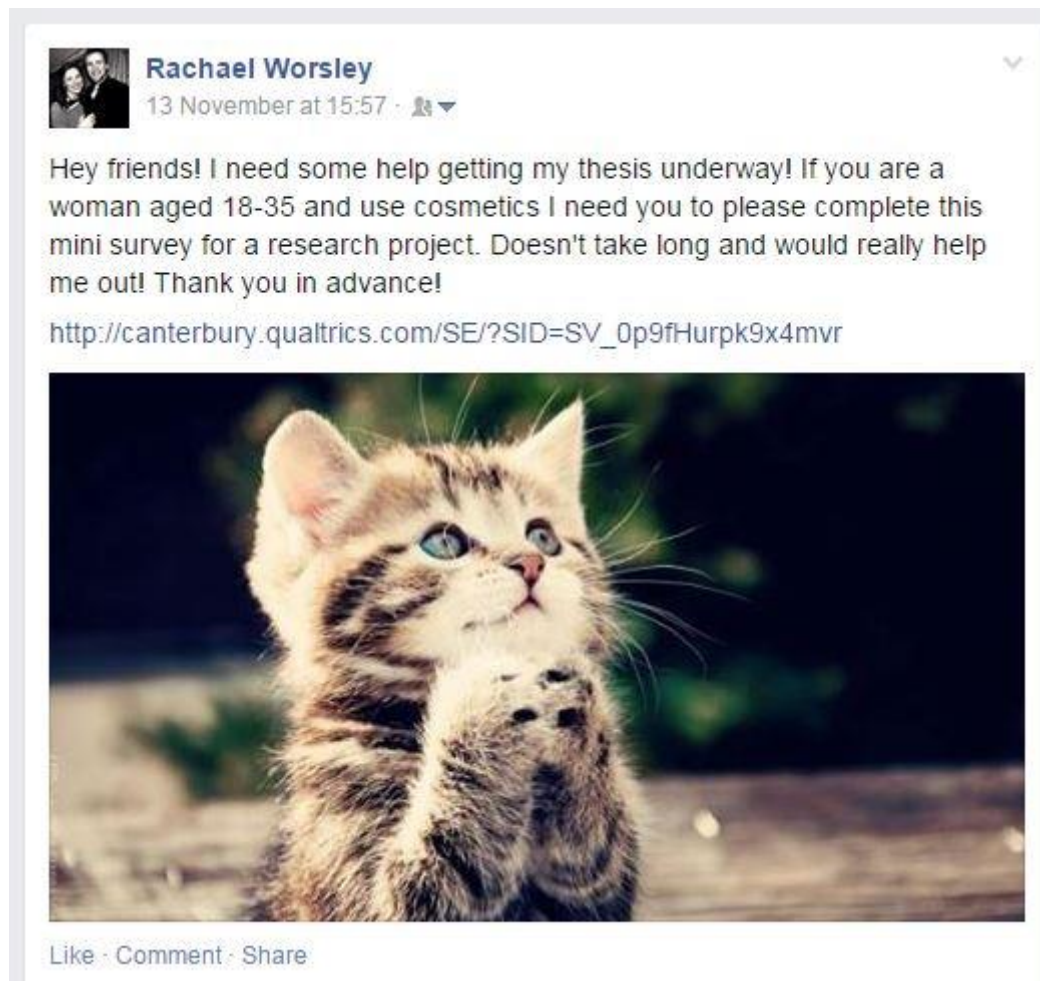 Rachael Worsley
13 November at 15:57 ·
Hey friends! I need some help getting my thesis underway! If you are a
woman aged 18-35 and use cosmetics I need you to please complete this
mini survey for a research project. Doesn't take long and would really help
me out! Thank you in advance!
http://canterbury.qualtrics.com/SE/?SID=SV_0p9fHurpk9x4mvr
Like · Comment · Share